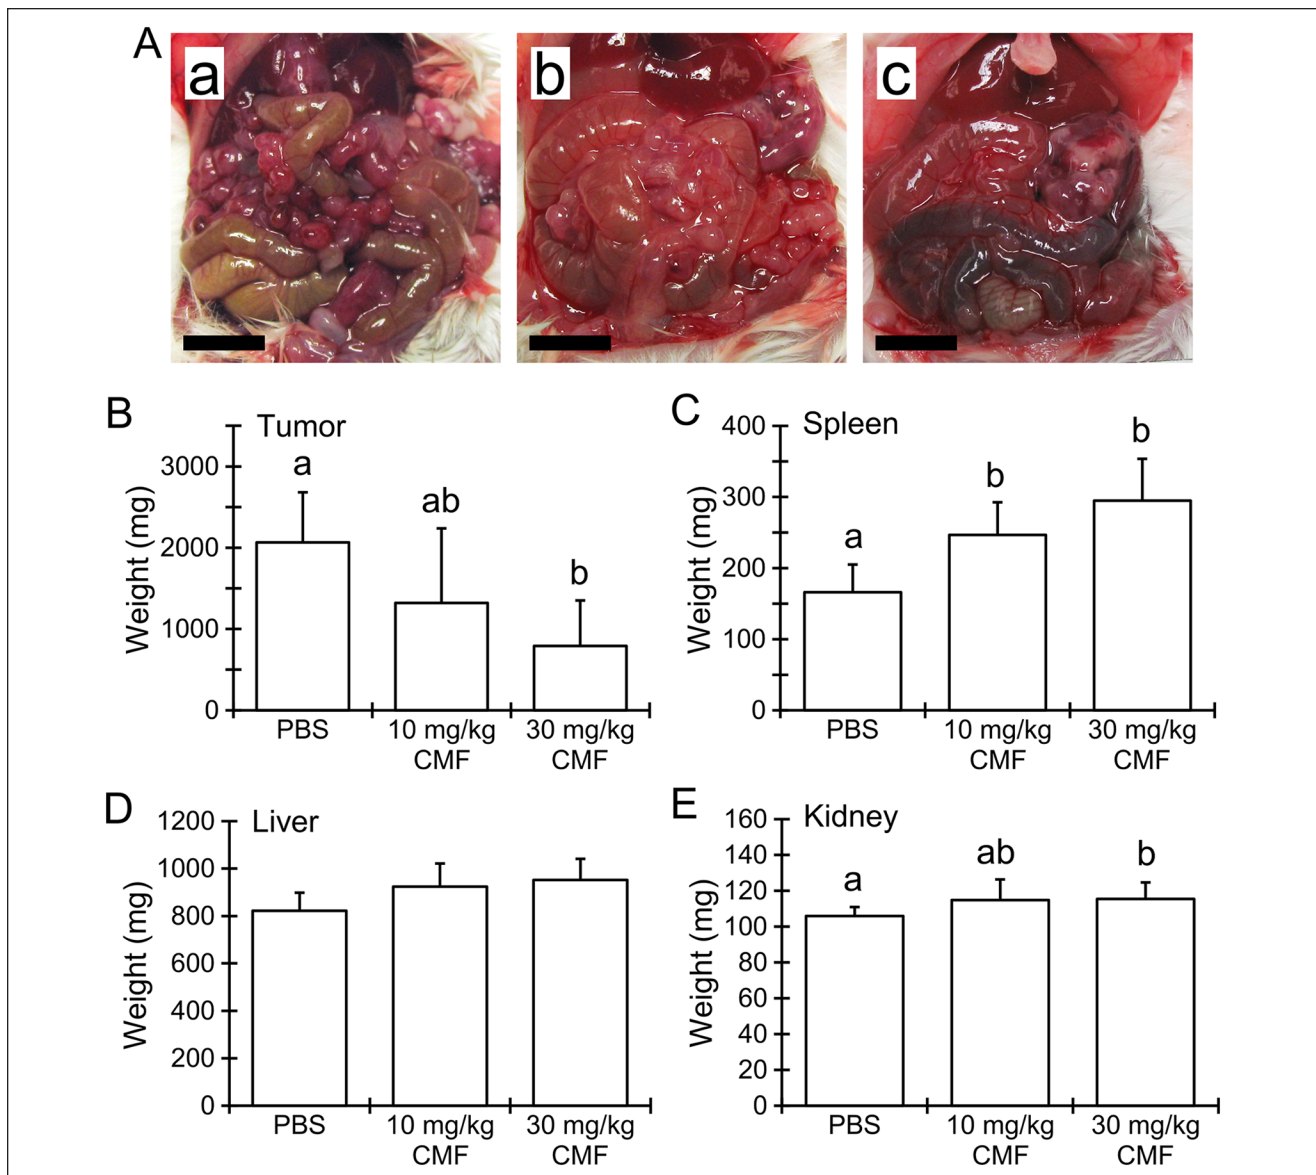 A
a
b
c
B
Tumor
Weight (mg)
3000
2000
1000
0
a
ab
b
PBS
10 mg/kg
CMF
30 mg/kg
CMF
C
Spleen
Weight (mg)
400
300
200
100
0
a
b
b
PBS
10 mg/kg
CMF
30 mg/kg
CMF
D
Liver
Weight (mg)
1200
1000
800
600
400
200
0
PBS
10 mg/kg
CMF
30 mg/kg
CMF
E
Kidney
Weight (mg)
160
140
120
100
80
60
40
20
0
a
ab
b
PBS
10 mg/kg
CMF
30 mg/kg
CMF